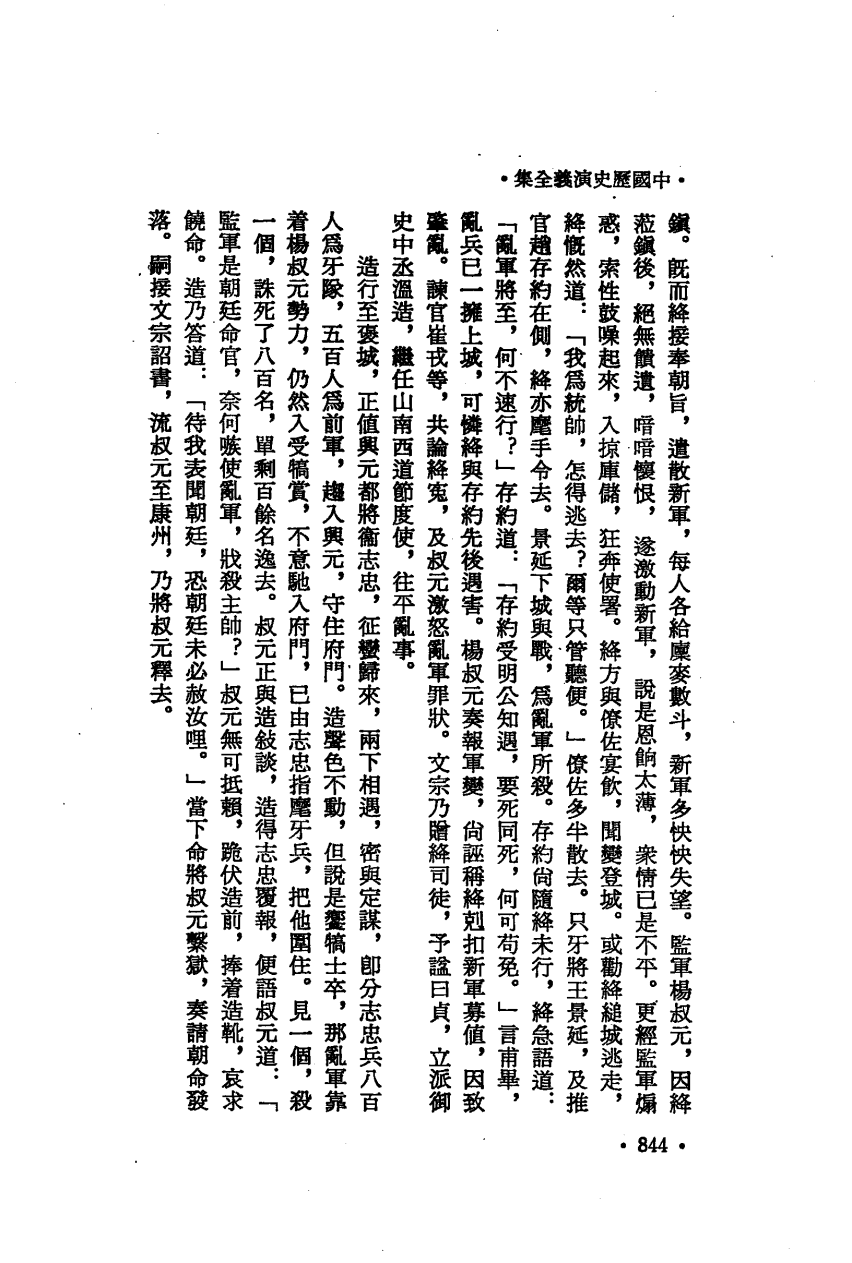 ·中國歷史演義全集·
鎭。旣而絳接奉朝旨，遣散新軍，每人各給廩麥數斗，新軍多怏怏失望。監軍楊叔元，因絳
蒞鎭後，絕無饋遺，暗暗懷恨，遂激動新軍，說是恩餉太薄，衆情已是不平。更經監軍煽
惑，索性鼓噪起來，入掠庫儲，狂奔使署。絳方與僚佐宴飮，聞變登城。或勸絳縋城逃走，
絳慨然道：「我爲統帥，怎得逃去？爾等只管聽便。」僚佐多半散去。只牙將王景延，及推
官趙存約在側，絳亦麾手令去。景延下城與戰，爲亂軍所殺。存約尙隨絳未行，絳急語道：
「亂軍將至，何不速行？」存約道：「存約受明公知遇，要死同死，何可苟免。」言甫畢，
亂兵已一擁上城，可憐絳與存約先後遇害。楊叔元奏報軍變，尙誣稱絳剋扣新軍募値，因致
肇亂。諫官崔戎等，共論絳寃，及叔元激怒亂軍罪狀。文宗乃贈絳司徒，予諡曰貞，立派御
史中丞溫造，繼任山南西道節度使，往平亂事。
造行至褒城，正值興元都將衞志忠，征蠻歸來，兩下相遇，密與定謀，卽分志忠兵八百
人爲牙隊，五百人爲前軍，趨入興元，守住府門。造聲色不動，但說是饗犒士卒，那亂軍靠
着楊叔元勢力，仍然入受犒賞，不意馳入府門，已由志忠指麾牙兵，把他圍住。見一個，殺
一個，誅死了八百名，單剩百餘名逸去。叔元正與造敍談，造得志忠覆報，便語叔元道：「
監軍是朝廷命官，奈何嗾使亂軍，戕殺主帥？」叔元無可抵賴，跪伏造前，捧着造靴，哀求
饒命。造乃答道：「待我表聞朝廷，恐朝廷未必赦汝哩。」當下命將叔元繫獄，奏請朝命發
落。嗣接文宗詔書，流叔元至康州，乃將叔元釋去。
·844·